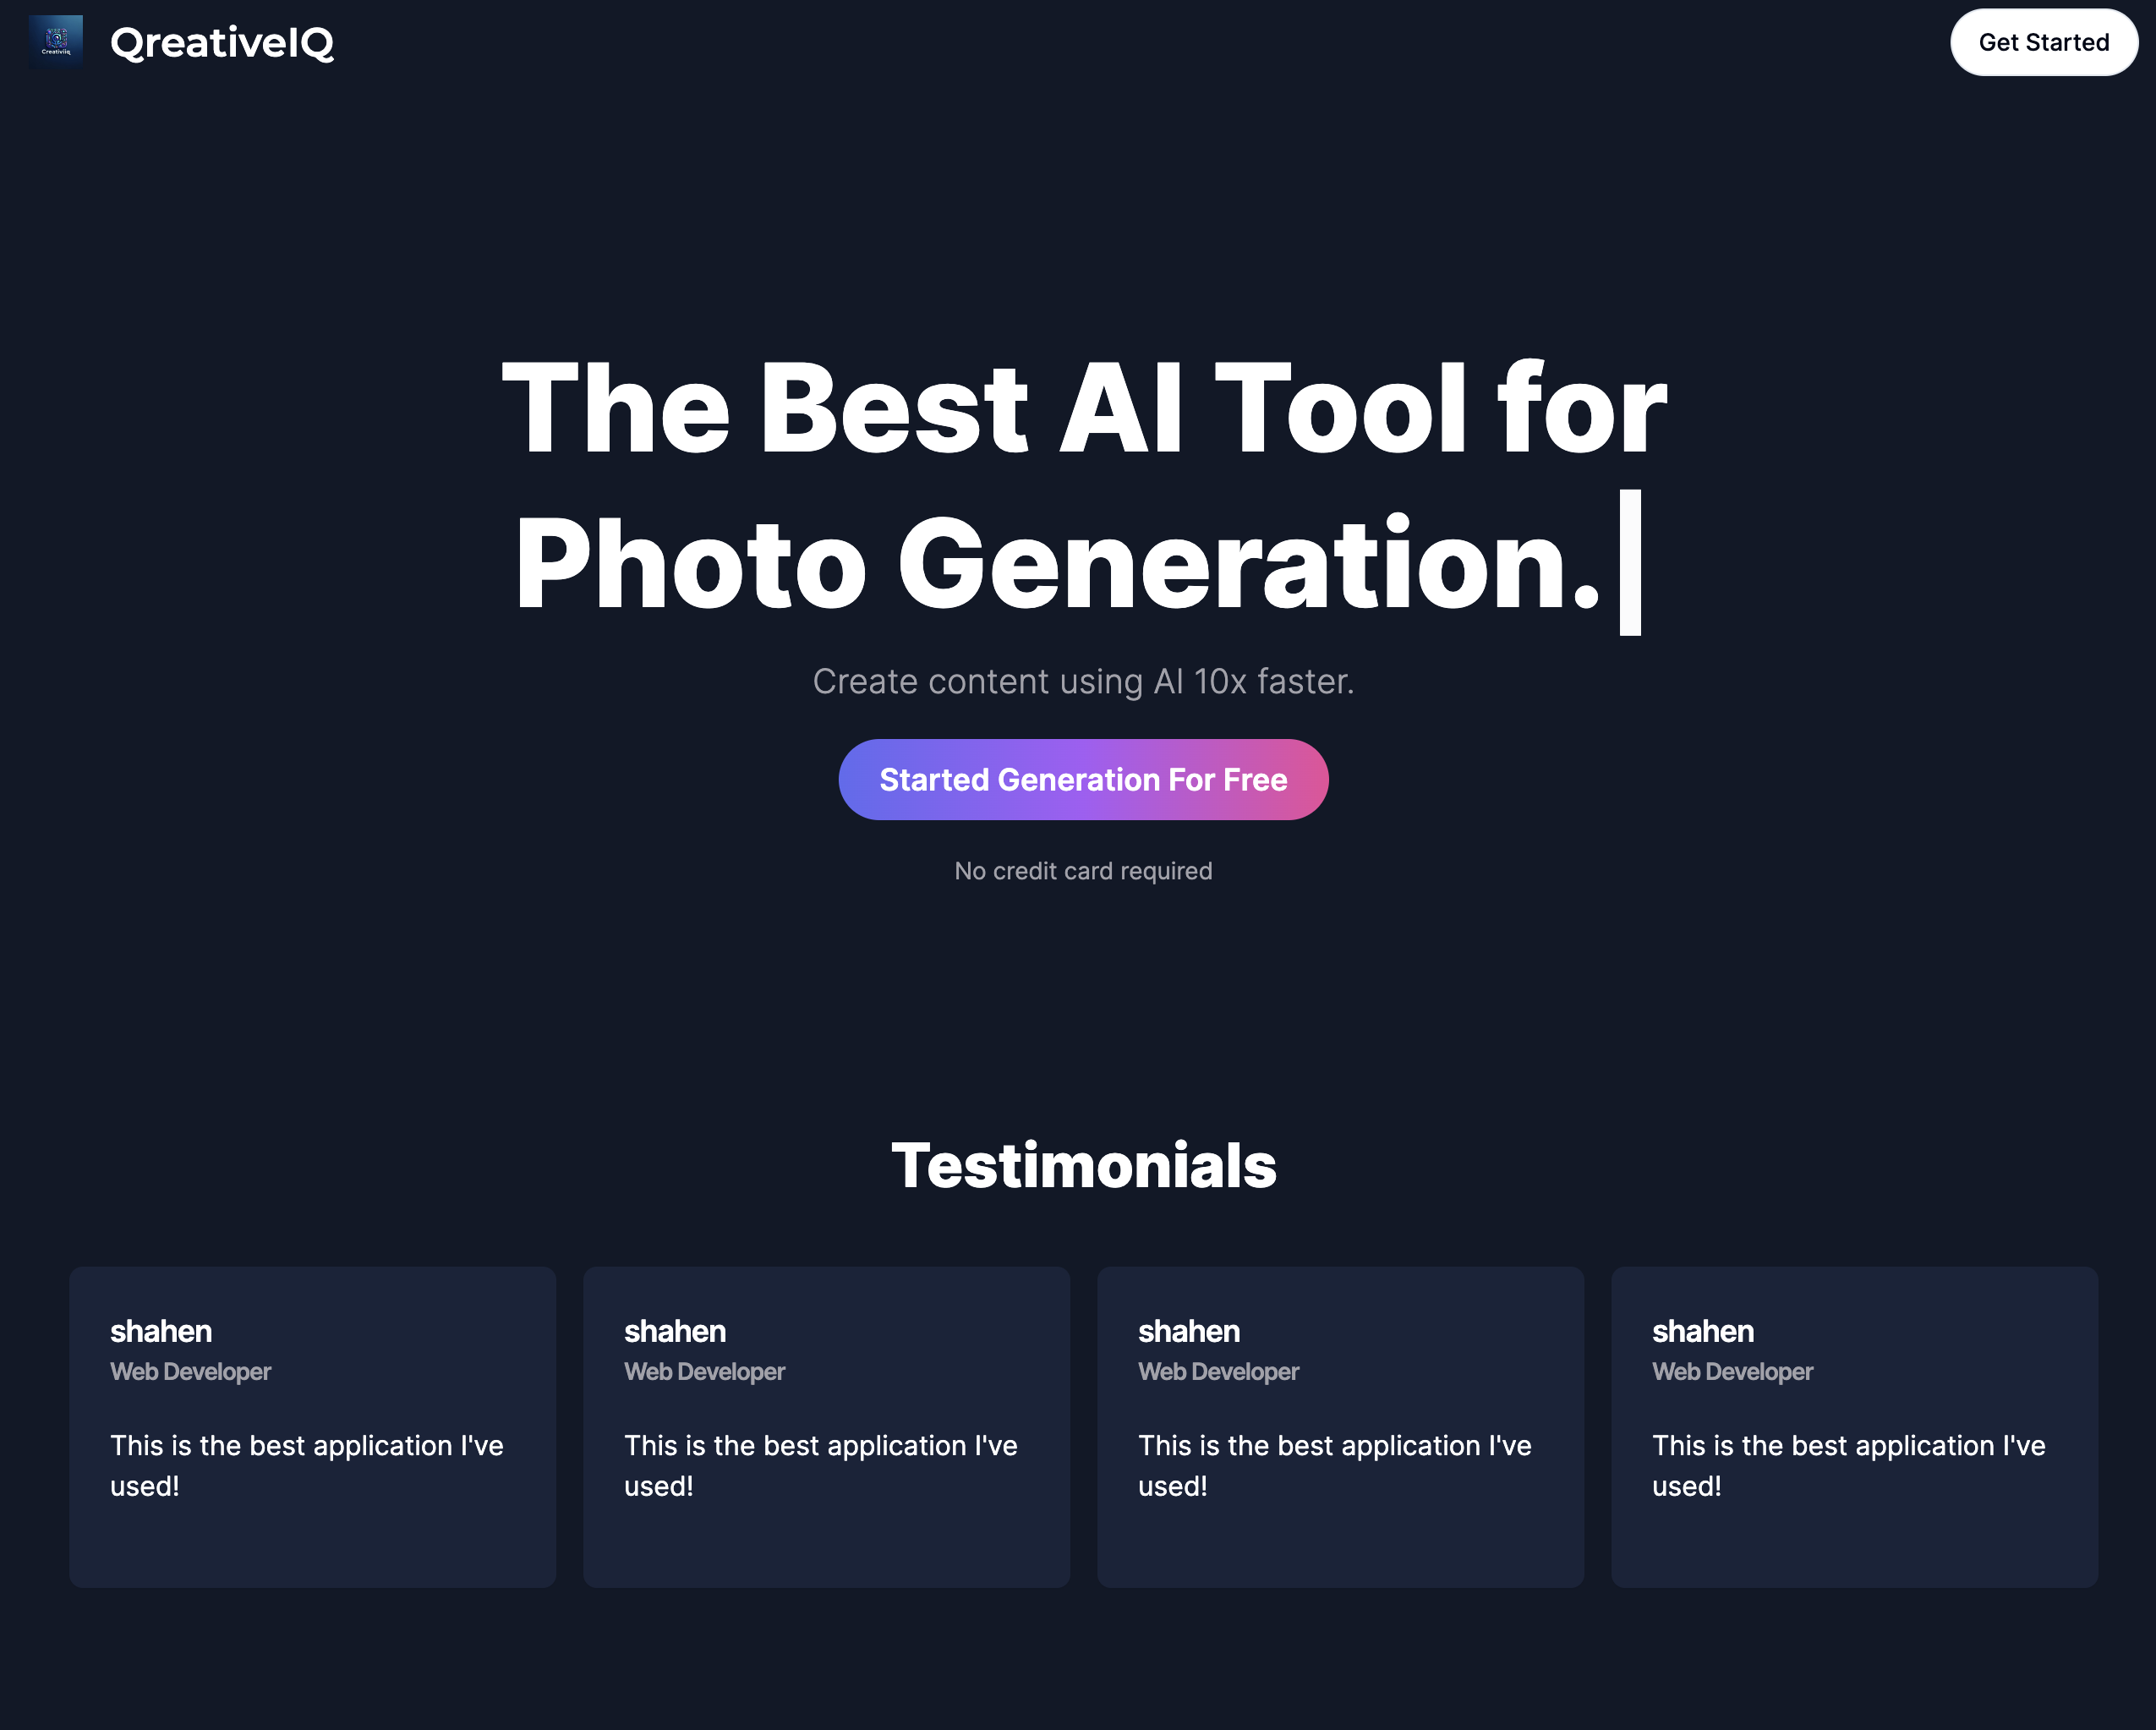 Creativiiq
QreativeIQ
Get Started
The Best AI Tool for
Photo Generation.
Create content using AI 10x faster.
Started Generation For Free
No credit card required
Testimonials
shahen
Web Developer
This is the best application I've
used!
shahen
Web Developer
This is the best application I've
used!
shahen
Web Developer
This is the best application I've
used!
shahen
Web Developer
This is the best application I've
used!